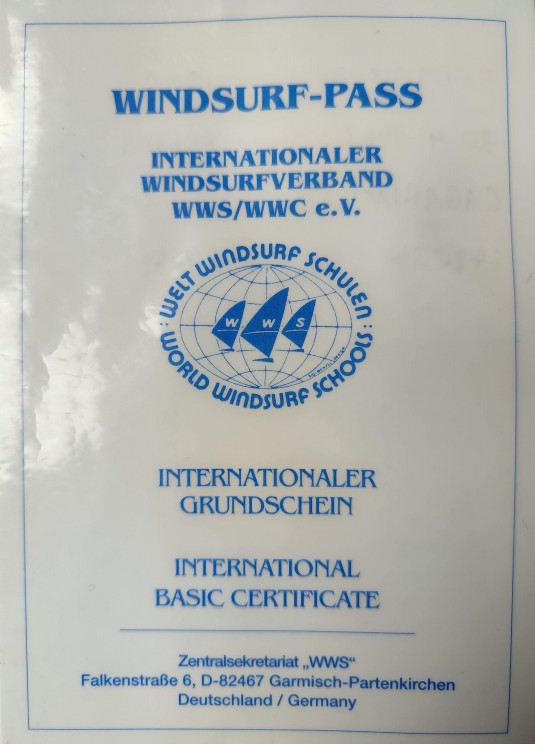 WINDSURF-PASS
INTERNATIONALER
WINDSURFVERBAND
WWS/WWC e.V.
: WELT WINDSURF SCHULEN :
W W S
WORLD WINDSURF SCHOOLS
INTERNATIONALER
GRUNDSCHEIN
INTERNATIONAL
BASIC CERTIFICATE
Zentralsekretariat „WWS“
Falkenstraße 6, D-82467 Garmisch-Partenkirchen
Deutschland / Germany